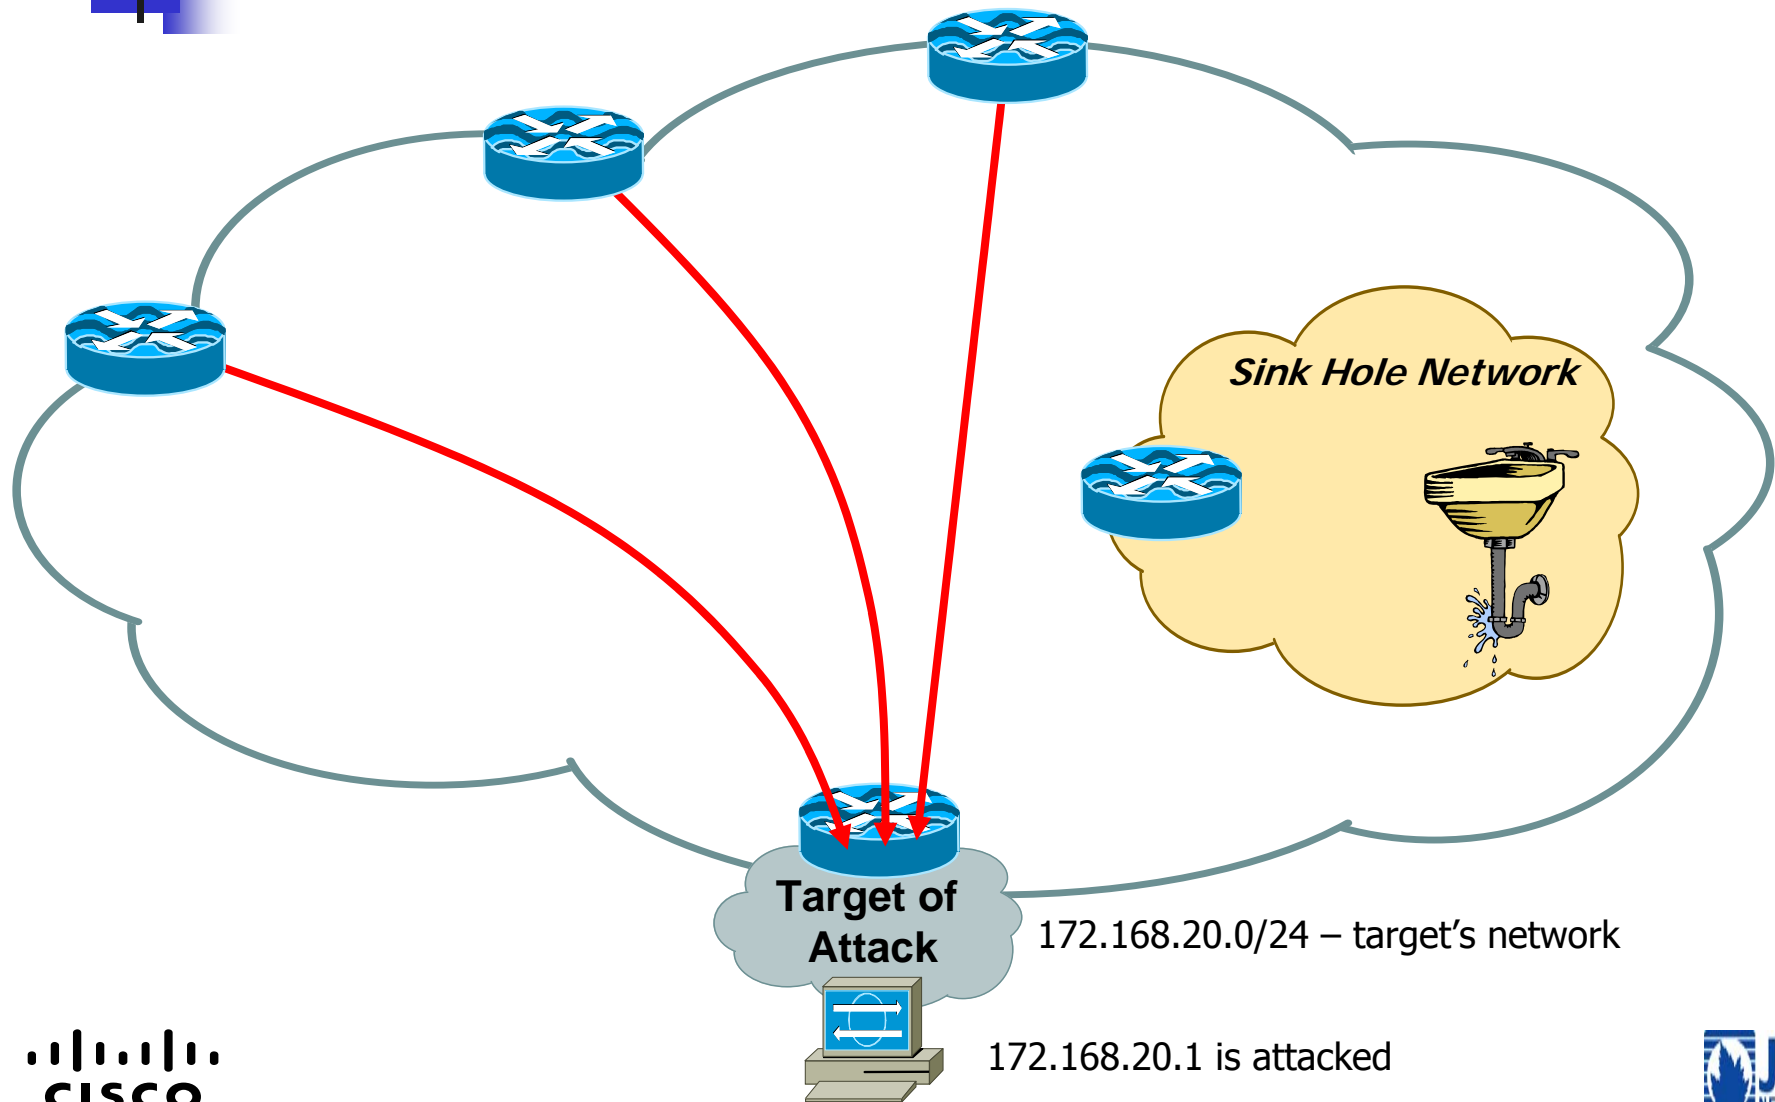 Sink Hole Network
Target of
Attack
172.168.20.0/24 – target's network
172.168.20.1 is attacked
CISCO